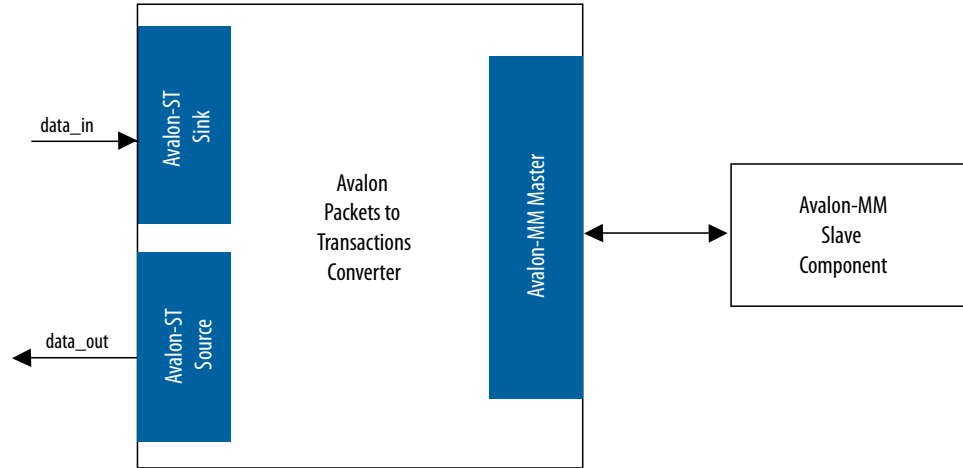 data_in
Avalon-ST
Sink
data_out
Avalon-ST
Source
Avalon
Packets to
Transactions
Converter
Avalon-MM Master
Avalon-MM
Slave
Component